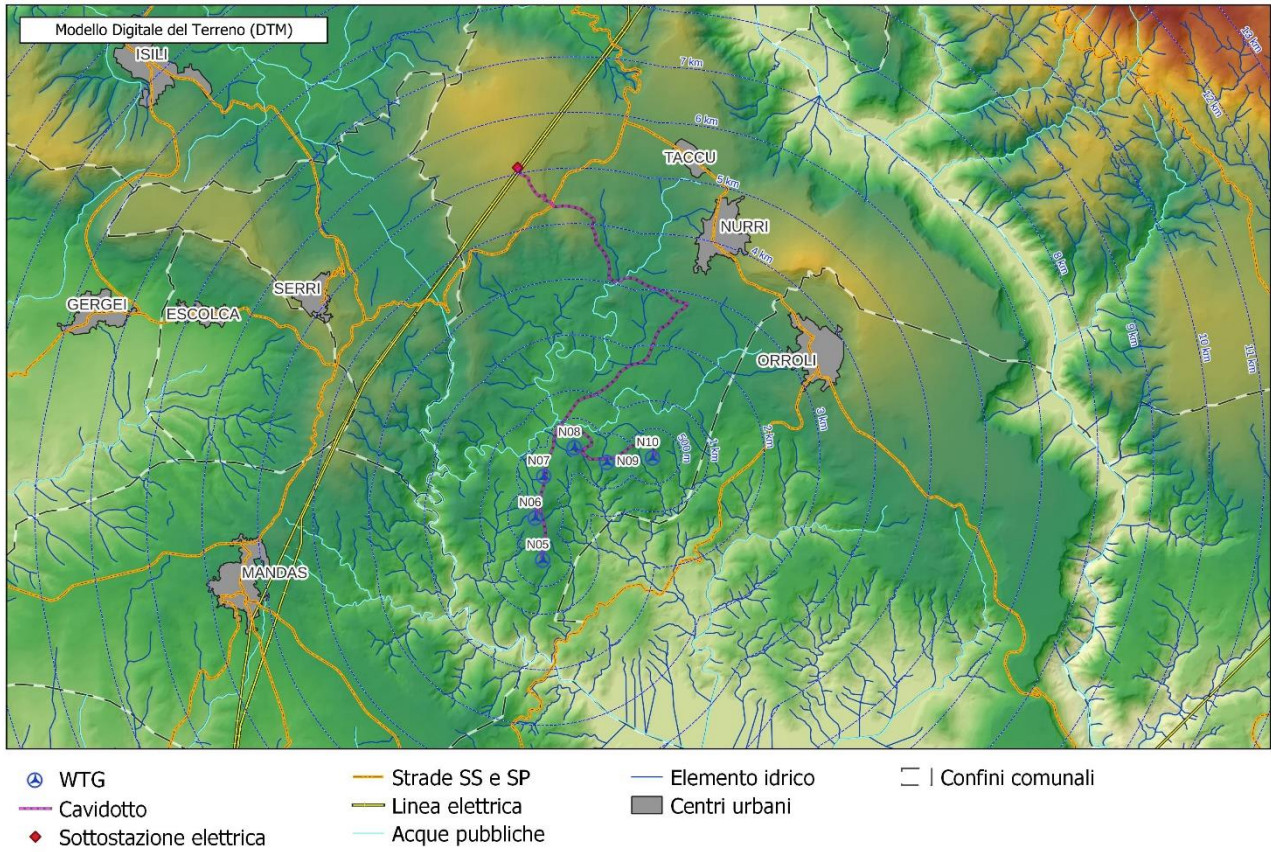 Modello Digitale del Terreno (DTM)
ISILI
13 km
12 km
7 km
6 km
TACCU
5 km
NURRI
4 km
8 km
SERRI
GERGEI
ESCOLCA
9 km
10 km
11 km
ORROLI
3 km
2 km
1 km
500 m
N08
N10
N09
N07
N06
N05
MANDAS
WTG
Cavidotto
Sottostazione elettrica
Strade SS e SP
Linea elettrica
Acque pubbliche
Elemento idrico
Centri urbani
Confini comunali